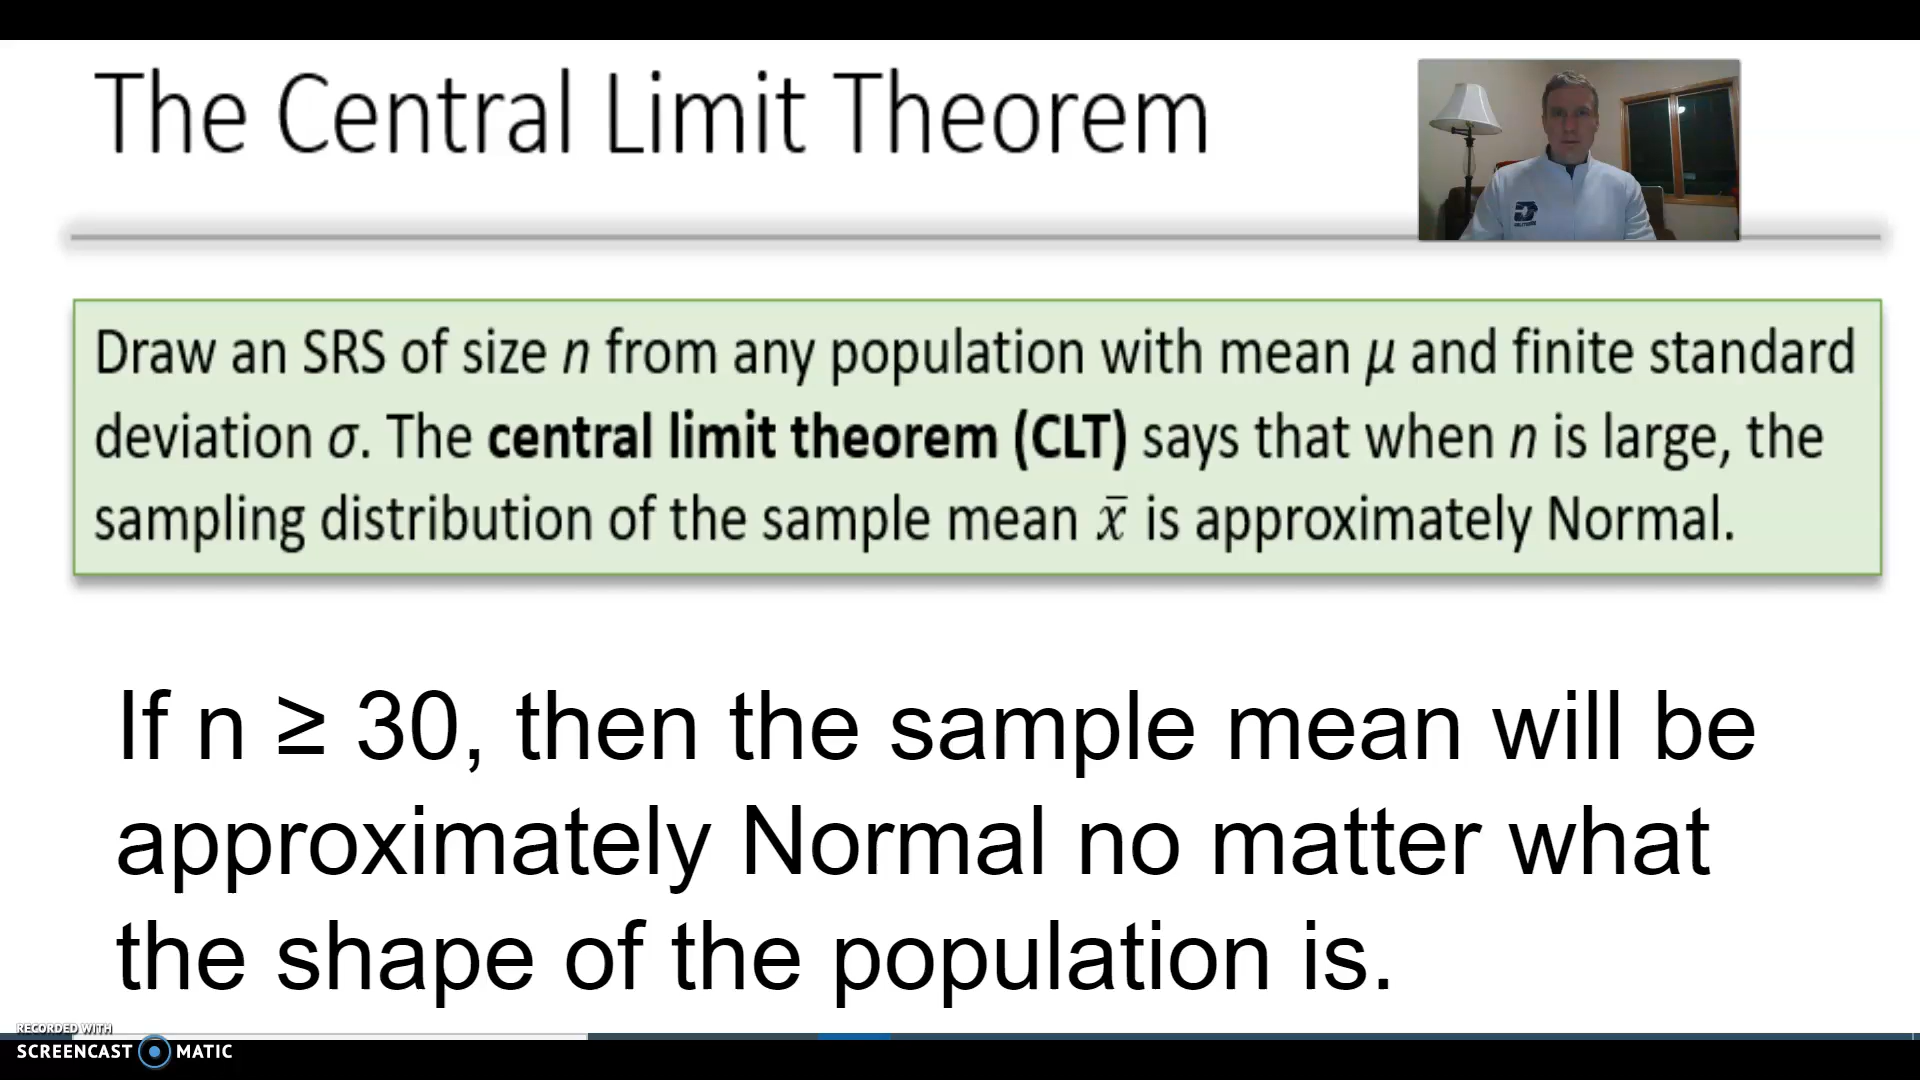 The Central Limit Theorem
Draw an SRS of size n from any population with mean μ and finite standard
deviation σ. The central limit theorem (CLT) says that when n is large, the
sampling distribution of the sample mean x̄ is approximately Normal.
If n ≥ 30, then the sample mean will be
approximately Normal no matter what
the shape of the population is.
RECORDED WITH
SCREENCAST MATIC